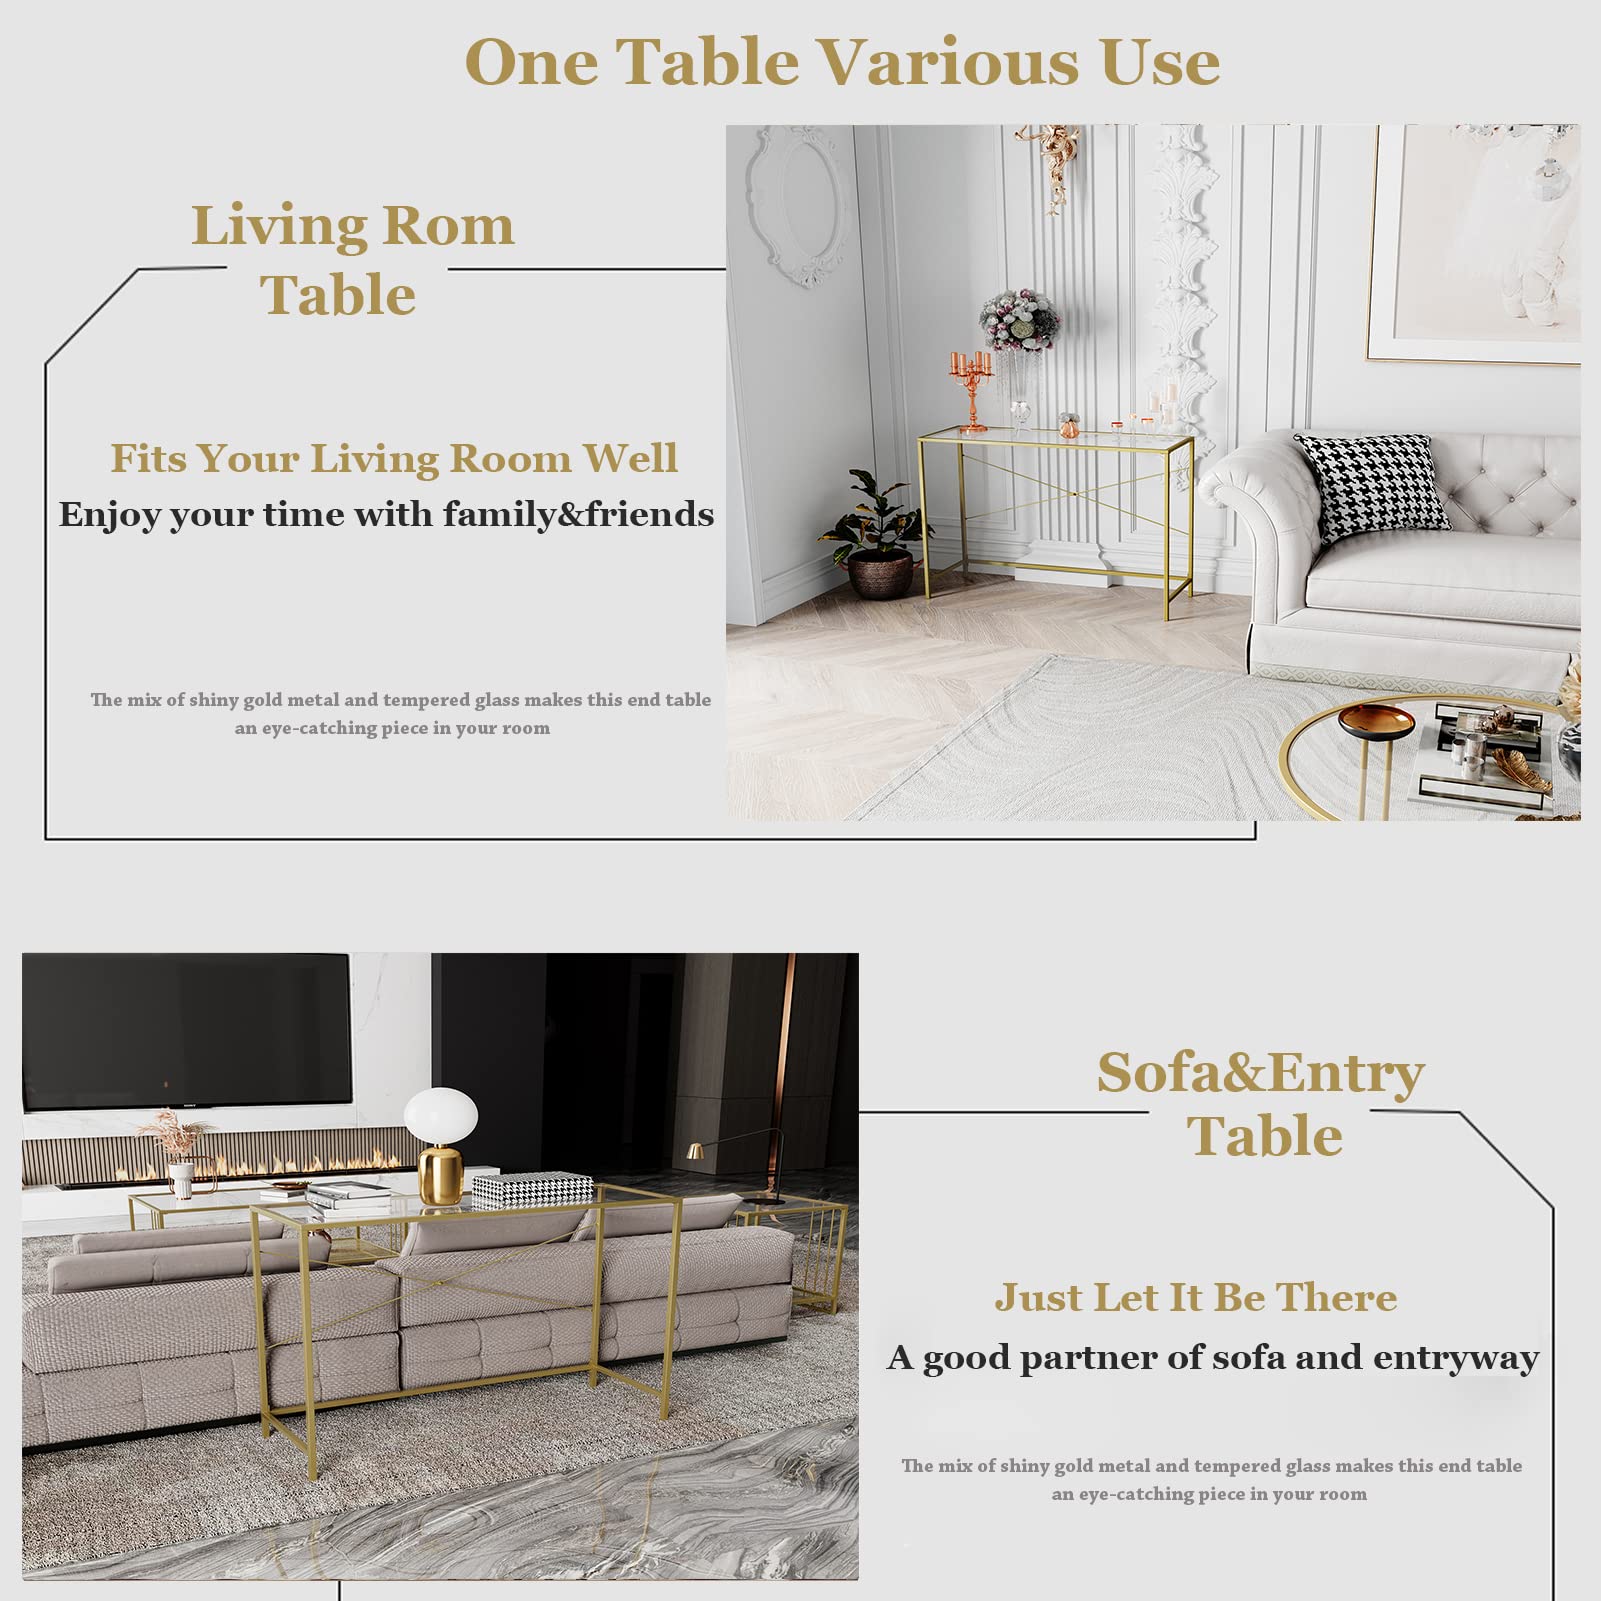 One Table Various Use
Living Rom
Table
Fits Your Living Room Well
Enjoy your time with family&friends
The mix of shiny gold metal and tempered glass makes this end table
an eye-catching piece in your room
Sofa&Entry
Table
Just Let It Be There
A good partner of sofa and entryway
The mix of shiny gold metal and tempered glass makes this end table
an eye-catching piece in your room